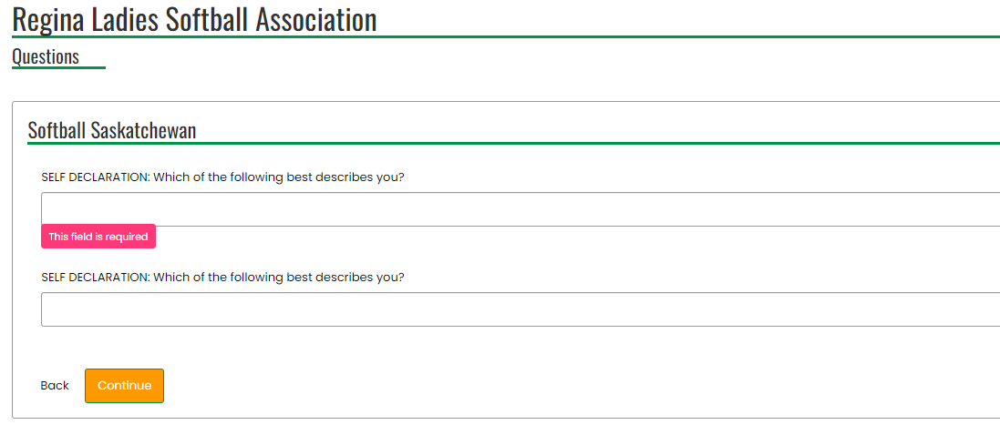 Regina Ladies Softball Association
Questions
Softball Saskatchewan
SELF DECLARATION: Which of the following best describes you?
This field is required
SELF DECLARATION: Which of the following best describes you?
Back
Continue